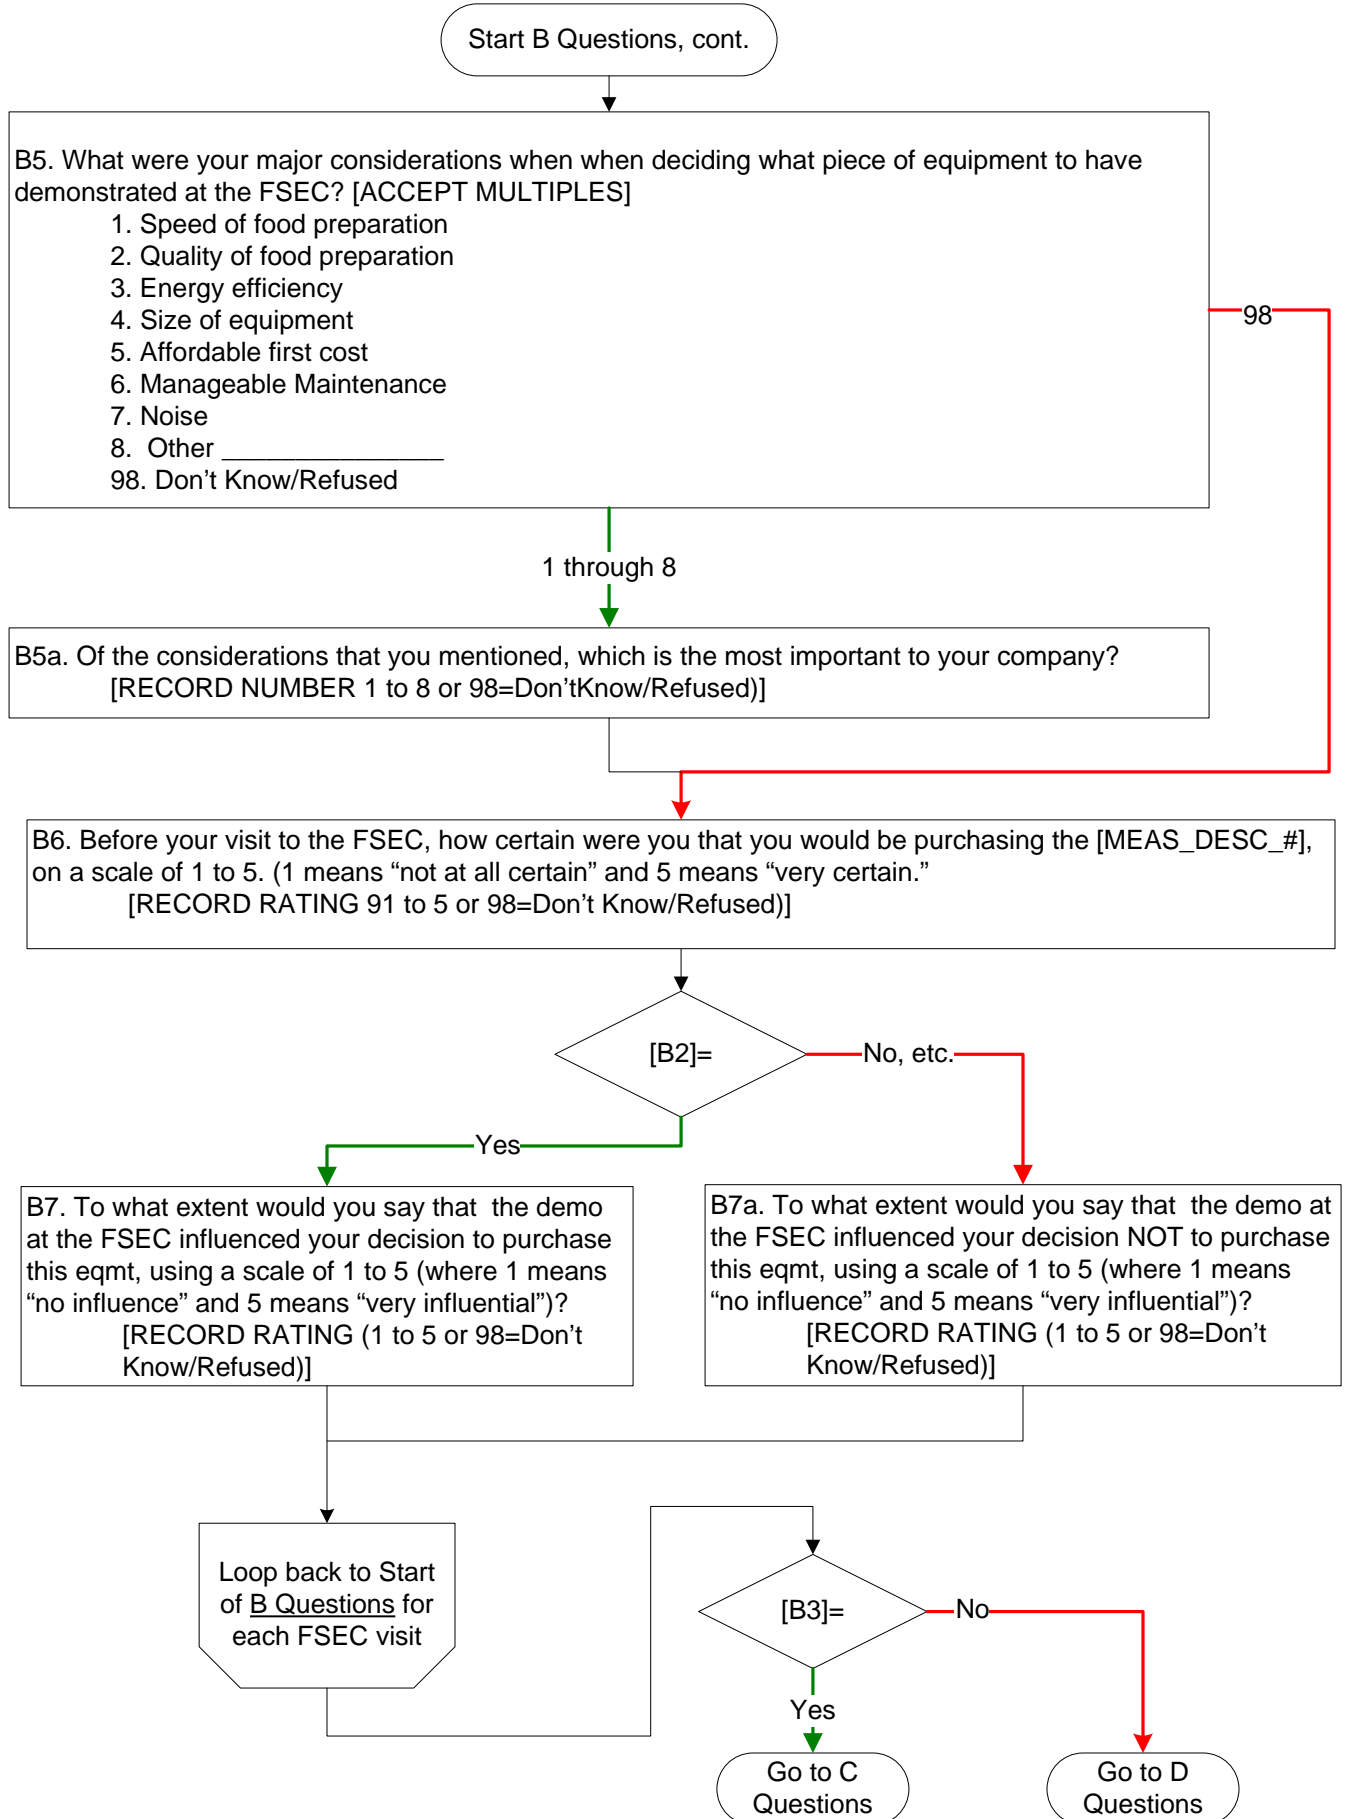 Start B Questions, cont.
B5. What were your major considerations when when deciding what piece of equipment to have
demonstrated at the FSEC? [ACCEPT MULTIPLES]
1. Speed of food preparation
2. Quality of food preparation
3. Energy efficiency
4. Size of equipment
5. Affordable first cost
6. Manageable Maintenance
7. Noise
8.  Other _______________
98. Don’t Know/Refused
98
1 through 8
B5a. Of the considerations that you mentioned, which is the most important to your company?
[RECORD NUMBER 1 to 8 or 98=Don’tKnow/Refused)]
B6. Before your visit to the FSEC, how certain were you that you would be purchasing the [MEAS_DESC_#],
on a scale of 1 to 5. (1 means “not at all certain” and 5 means “very certain.”
[RECORD RATING 91 to 5 or 98=Don’t Know/Refused)]
[B2]=
No, etc.
Yes
B7. To what extent would you say that  the demo
at the FSEC influenced your decision to purchase
this eqmt, using a scale of 1 to 5 (where 1 means
“no influence” and 5 means “very influential”)?
[RECORD RATING (1 to 5 or 98=Don’t
Know/Refused)]
B7a. To what extent would you say that  the demo at
the FSEC influenced your decision NOT to purchase
this eqmt, using a scale of 1 to 5 (where 1 means
“no influence” and 5 means “very influential”)?
[RECORD RATING (1 to 5 or 98=Don’t
Know/Refused)]
Loop back to Start
of B Questions for
each FSEC visit
[B3]=
No
Yes
Go to C
Questions
Go to D
Questions